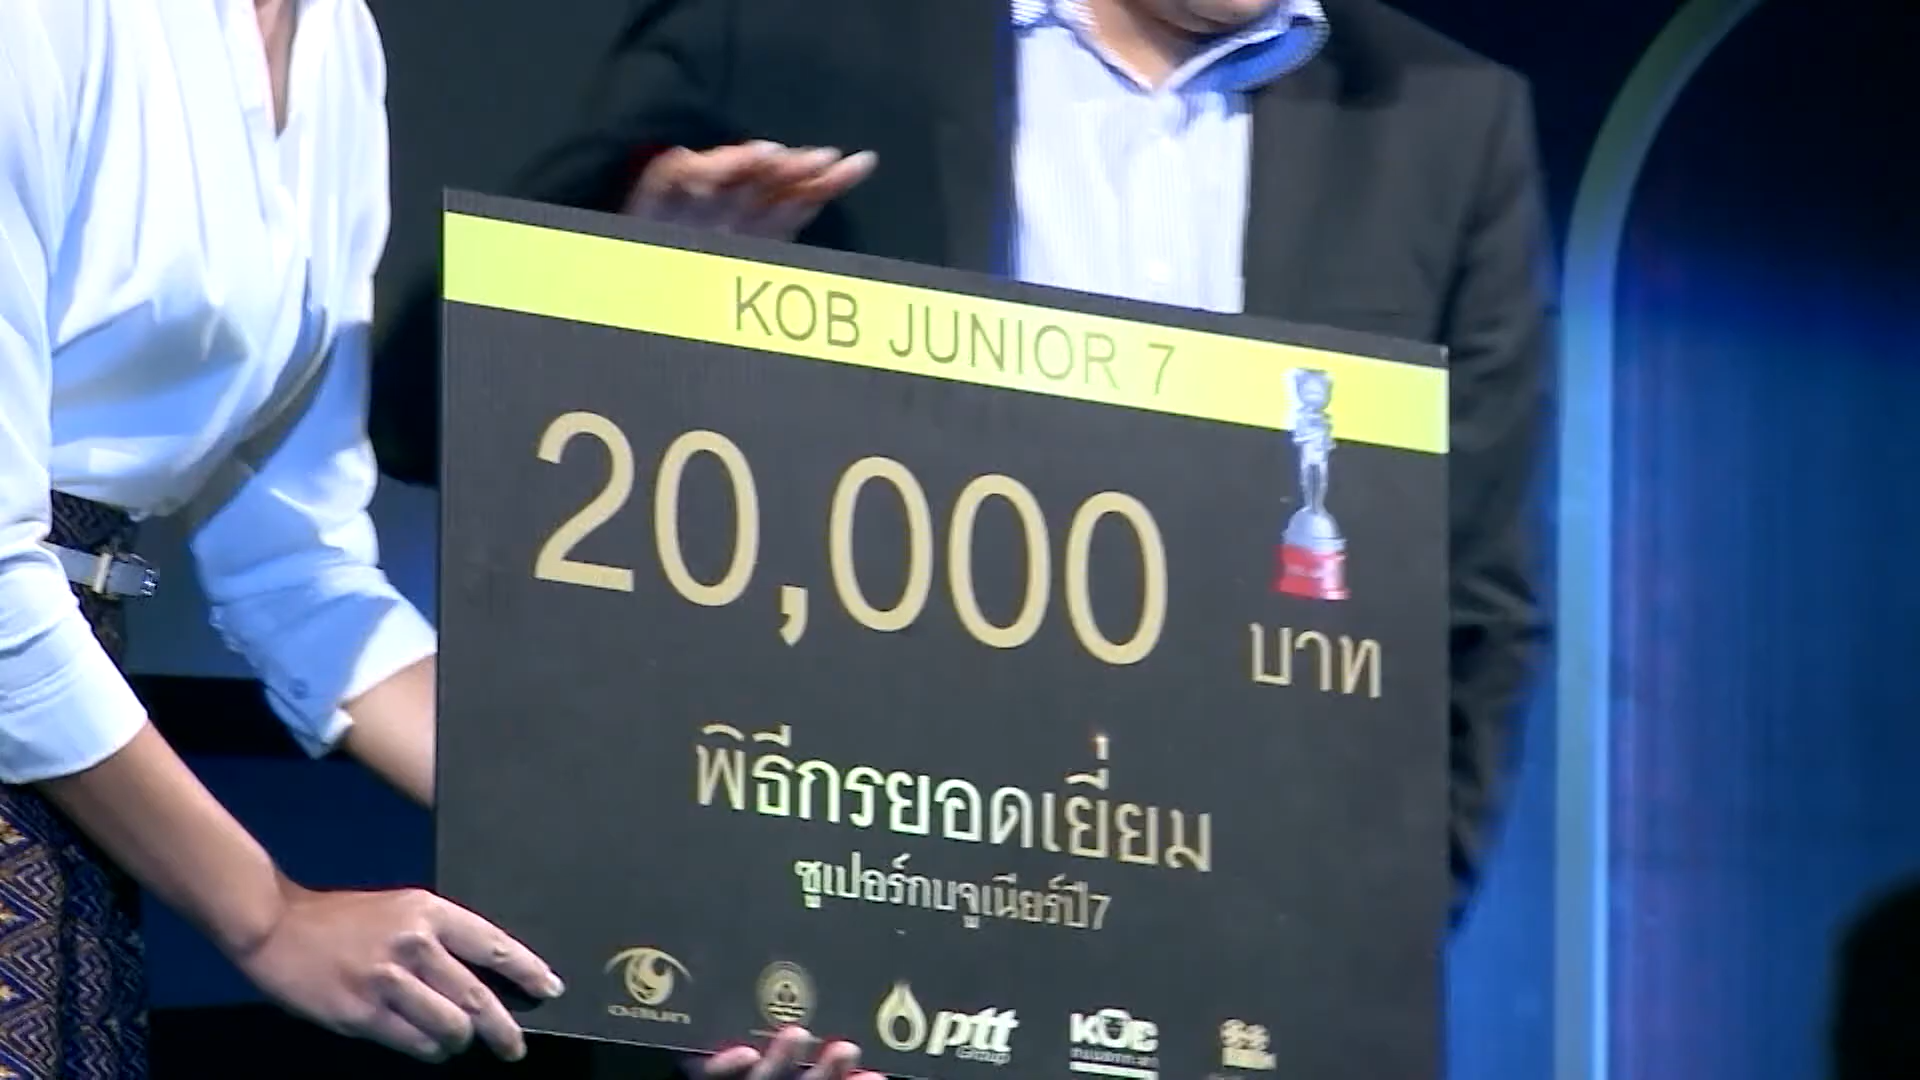 KOB JUNIOR 7
20,000
บาท
พิธีกรยอดเยี่ยม
ซูเปอร์กบจูเนียร์ปี7
ptt
Group